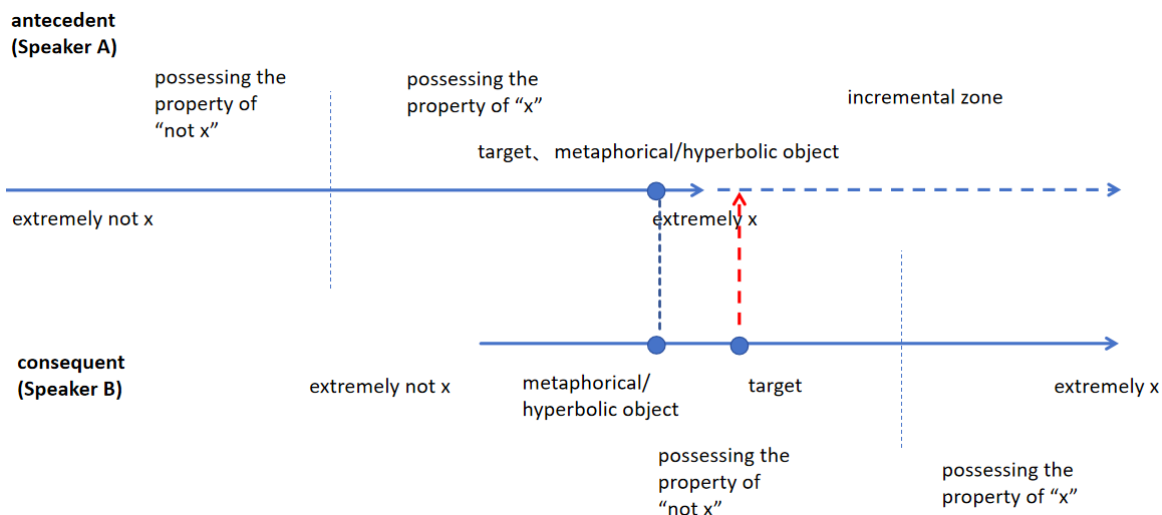 antecedent
(Speaker A)
possessing the
property of
“not x”
possessing the
property of “x”
incremental zone
target、 metaphorical/hyperbolic object
extremely not x
extremely x
consequent
(Speaker B)
extremely not x
metaphorical/
hyperbolic object
target
extremely x
possessing the
property of
“not x”
possessing the
property of “x”